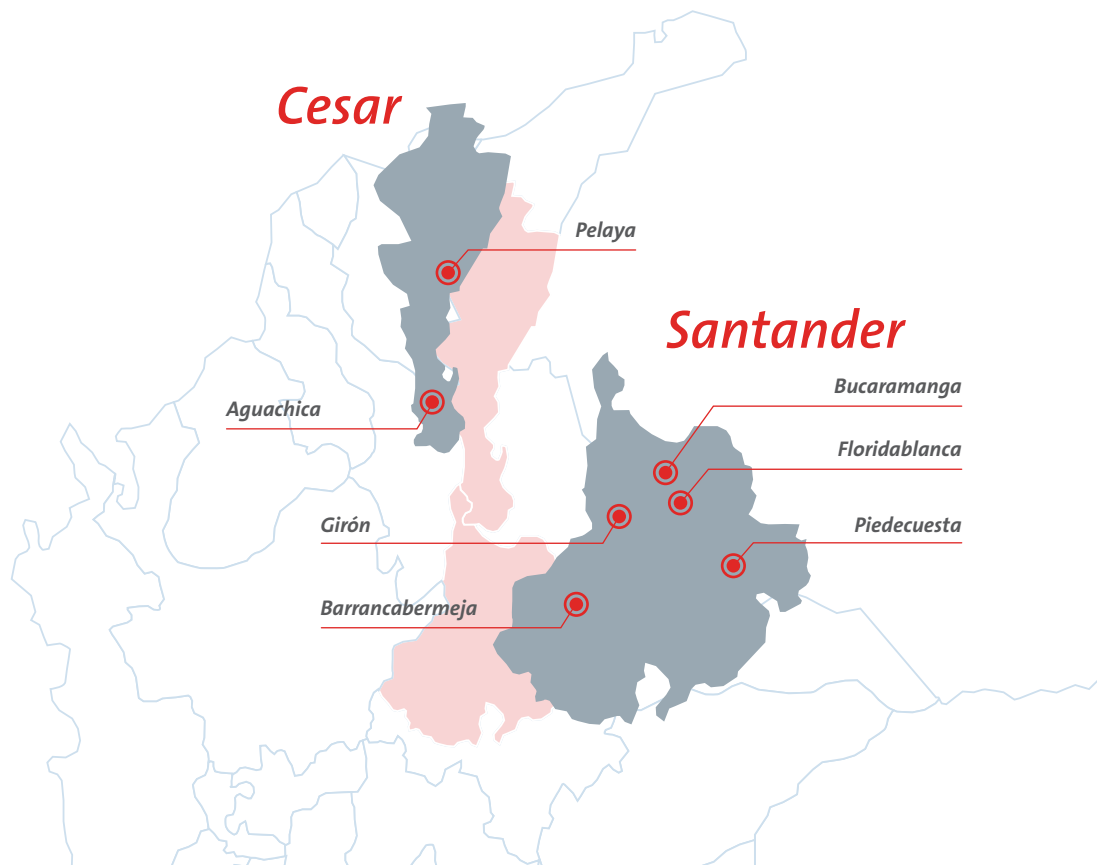 Cesar
Pelaya
Santander
Bucaramanga
Aguachica
Floridablanca
Girón
Piedecuesta
Barrancabermeja